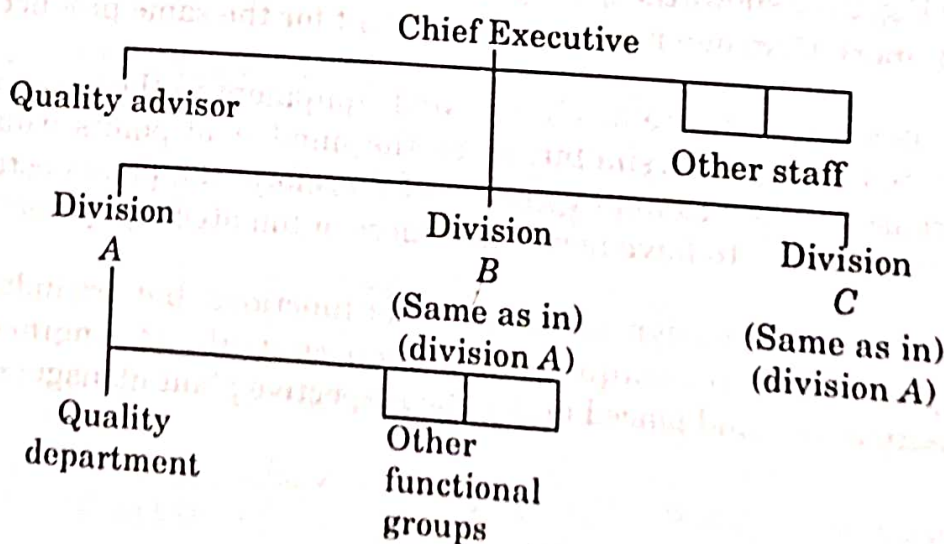 Chief Executive
Quality advisor
Other staff
Division
A
Division
B
(Same as in)
(division A)
Division
C
(Same as in)
(division A)
Quality
department
Other
functional
groups